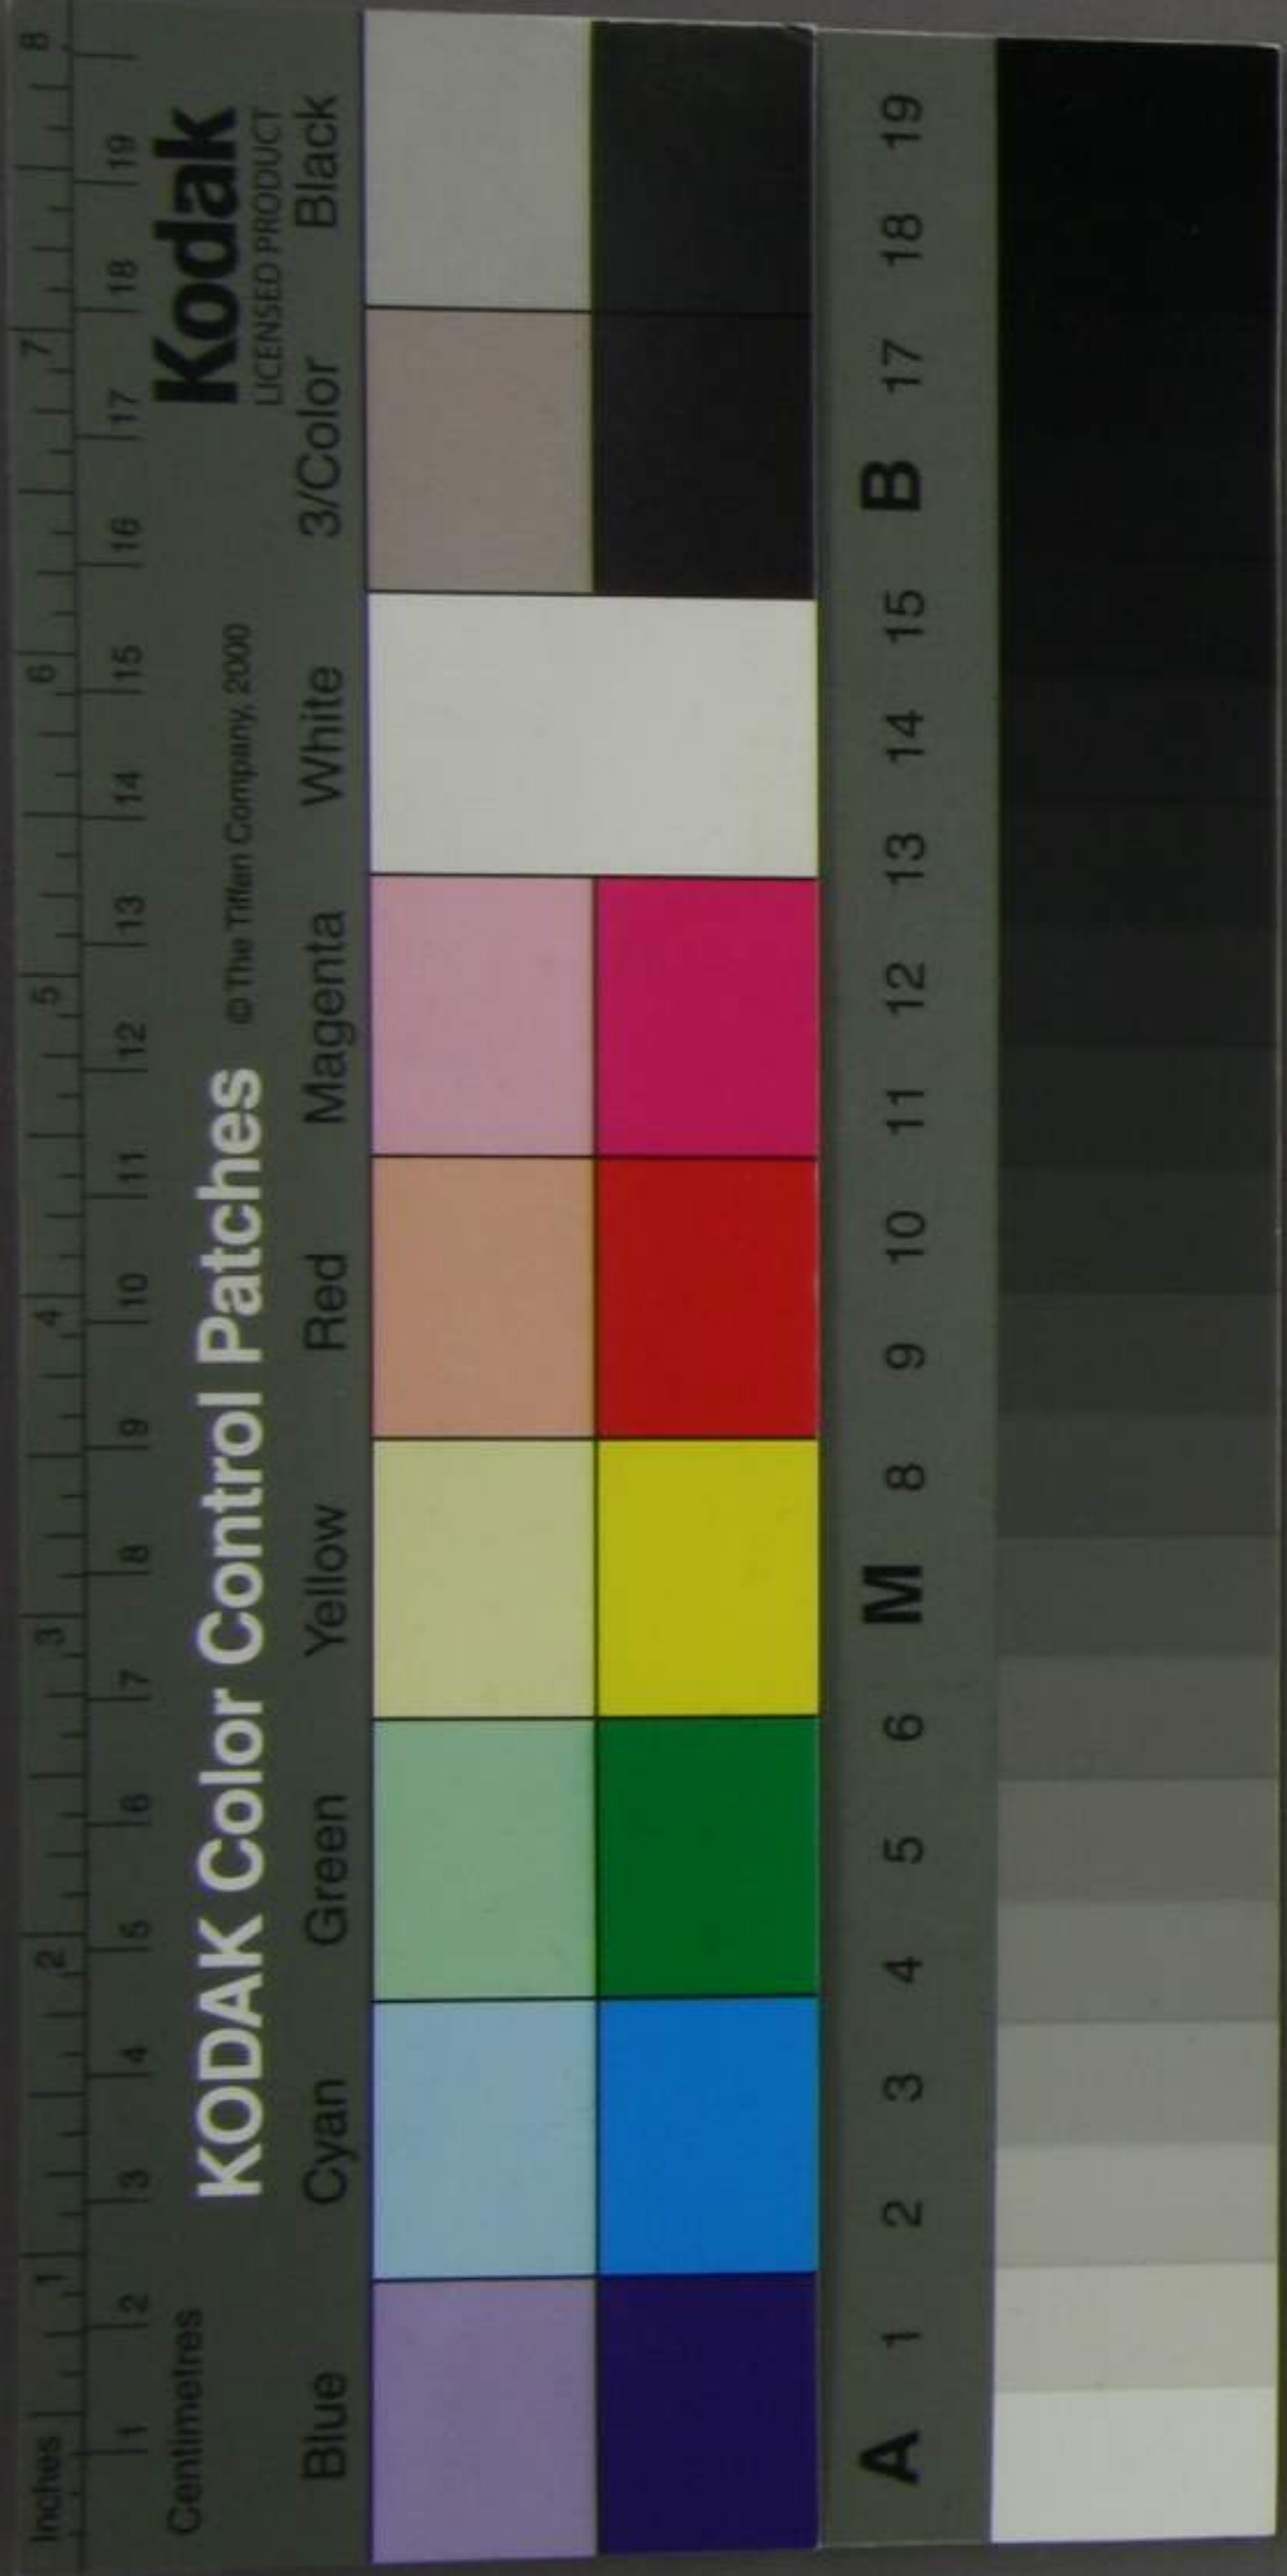 Inches 1 2 3 4 5 6 7 8
1 2 3 4 5 6 7 8 9 10 11 12 13 14 15 16 17 18 19
Centimetres
KODAK Color Control Patches © The Tiffen Company, 2000 Kodak
LICENSED PRODUCT
Blue Cyan Green Yellow Red Magenta White 3/Color Black
A 1 2 3 4 5 6 M 8 9 10 11 12 13 14 15 B 17 18 19